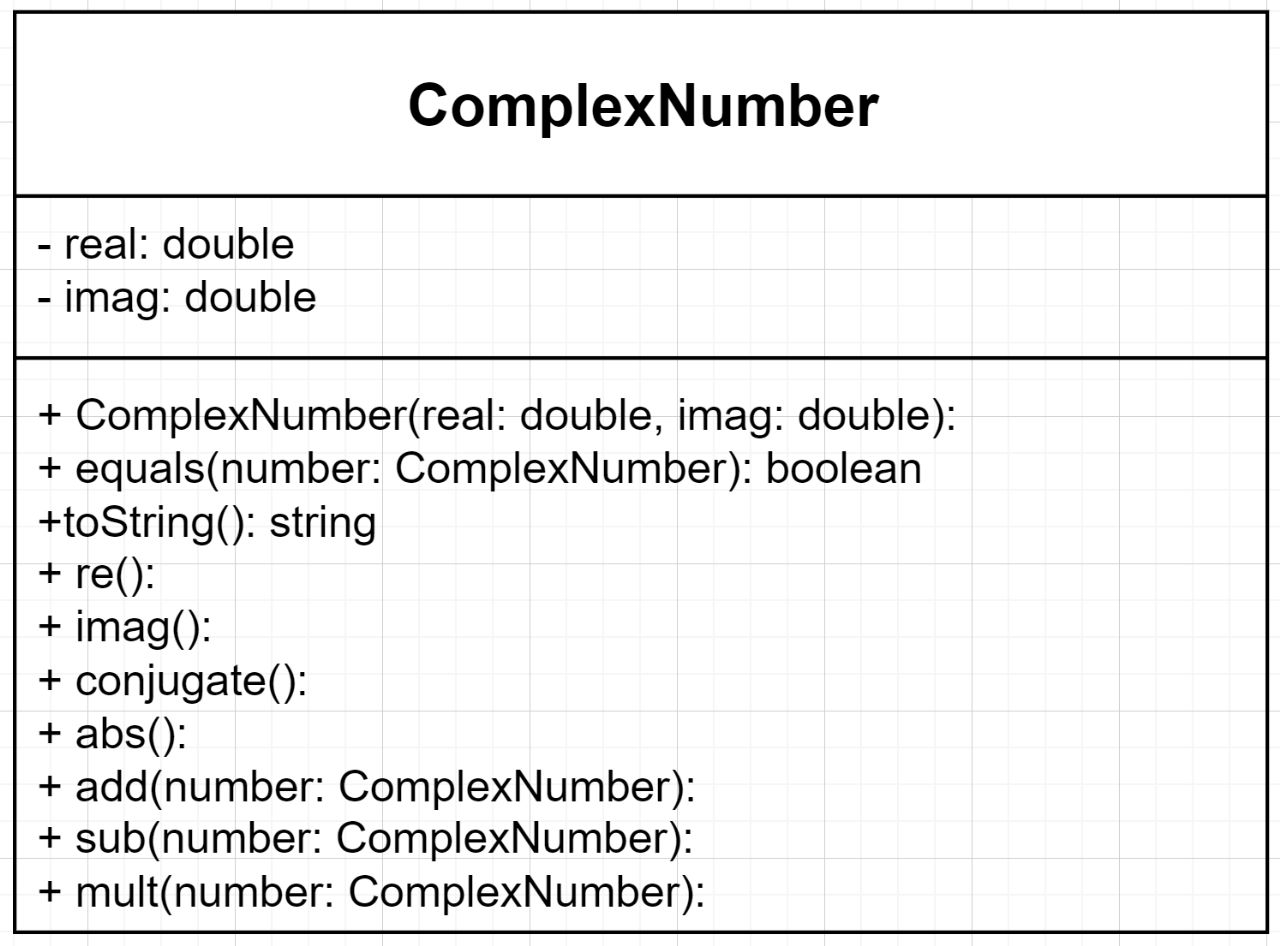 ComplexNumber
- real: double
- imag: double
+ ComplexNumber(real: double, imag: double):
+ equals(number: ComplexNumber): boolean
+toString(): string
+ re():
+ imag():
+ conjugate():
+ abs():
+ add(number: ComplexNumber):
+ sub(number: ComplexNumber):
+ mult(number: ComplexNumber):